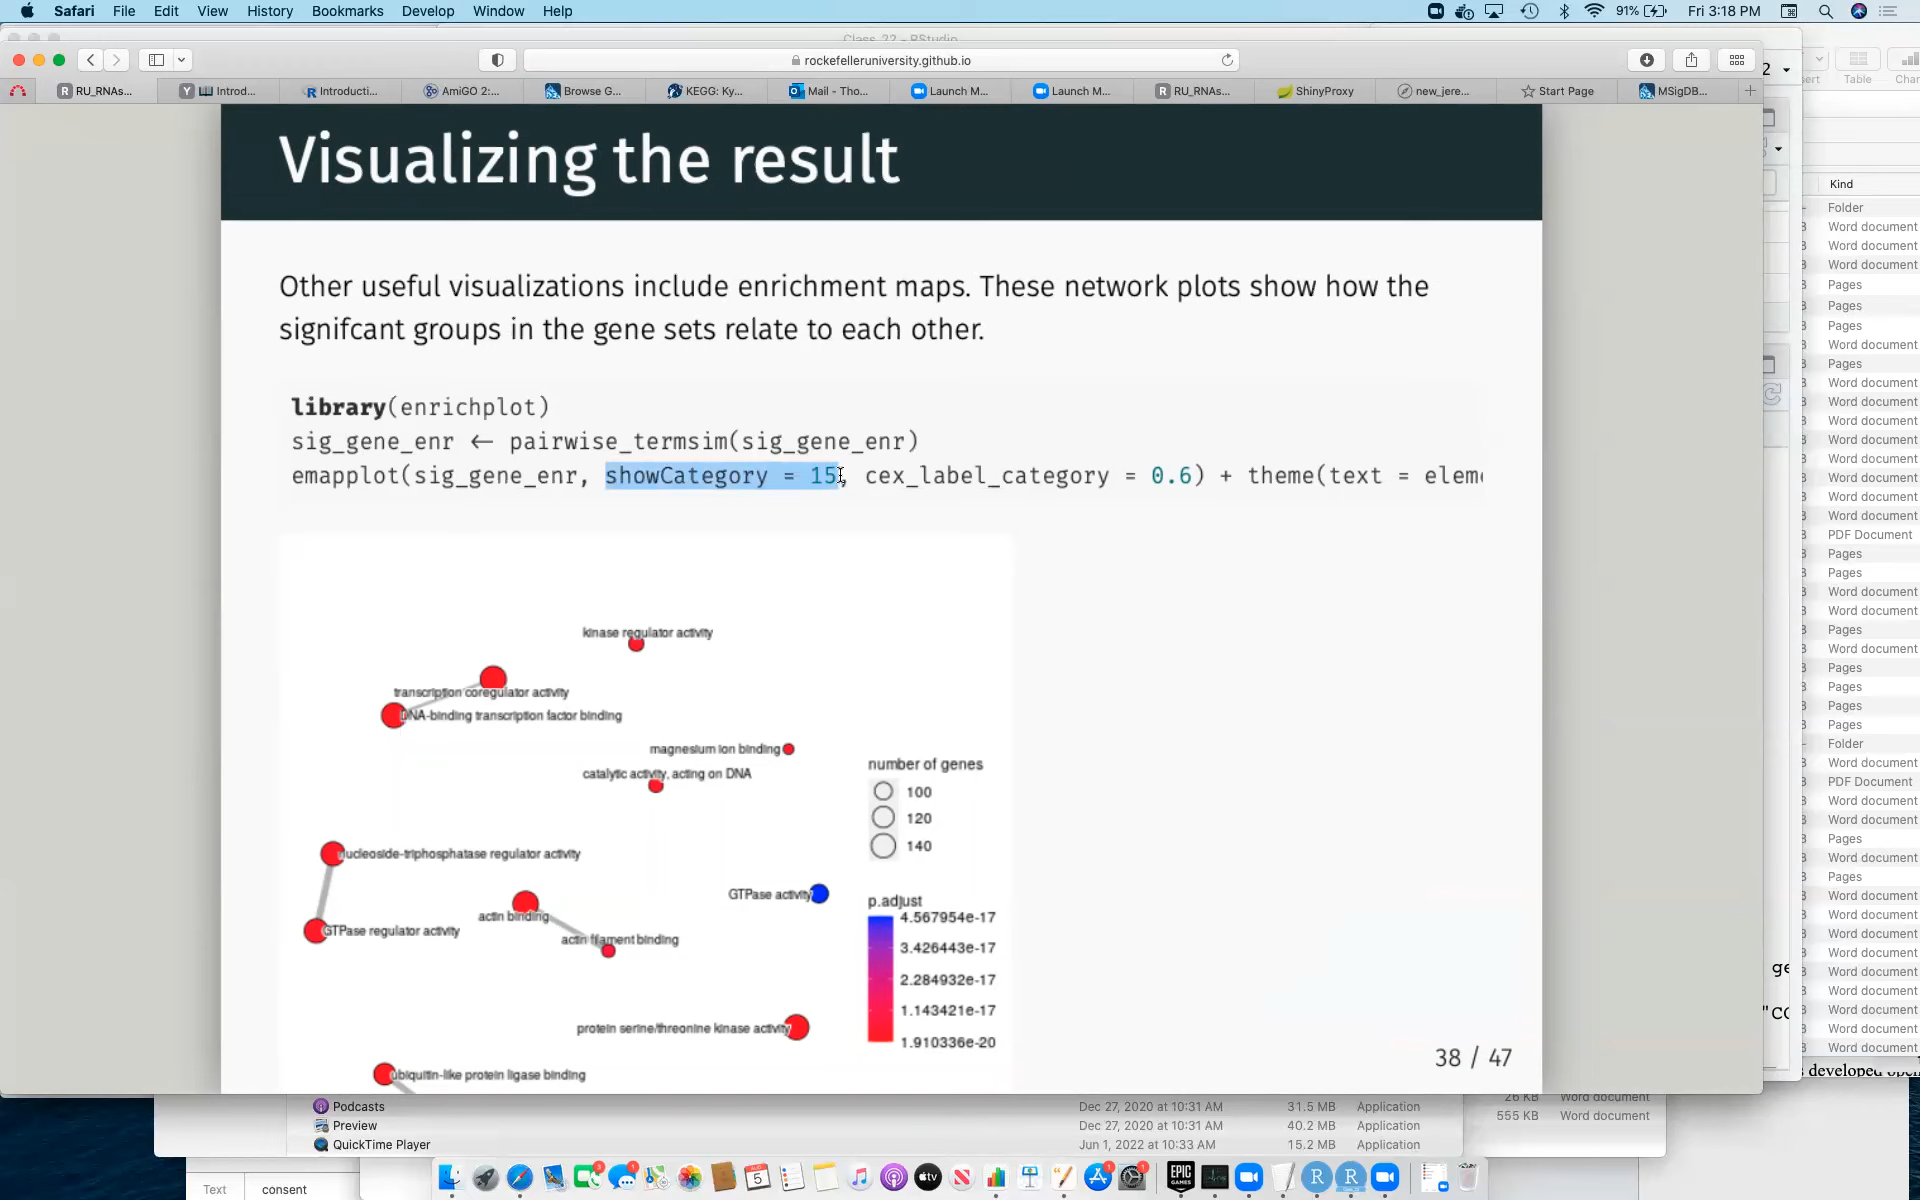 Safari File Edit View History Bookmarks Develop Window Help 91% Fri 3:18 PM
Class_22 - RStudio
rockefelleruniversity.github.io
RU_RNAs... Introd... Introducti... AmiGO 2:... Browse G... KEGG: Ky... Mail - Tho... Launch M... Launch M... RU_RNAs... ShinyProxy new_jere... Start Page MSigDB...
Visualizing the result
Other useful visualizations include enrichment maps. These network plots show how the
signifcant groups in the gene sets relate to each other.
library(enrichplot)
sig_gene_enr <- pairwise_termsim(sig_gene_enr)
emapplot(sig_gene_enr, showCategory = 15, cex_label_category = 0.6) + theme(text = elem
kinase regulator activity
transcription coregulator activity
DNA-binding transcription factor binding
magnesium ion binding
catalytic activity, acting on DNA
nucleoside-triphosphatase regulator activity
GTPase regulator activity
actin binding
actin filament binding
GTPase activity
protein serine/threonine kinase activity
ubiquitin-like protein ligase binding
number of genes
100
120
140
p.adjust
4.567954e-17
3.426443e-17
2.284932e-17
1.143421e-17
1.910336e-20
38 / 47
Table
Kind
Folder
Word document
Word document
Word document
Pages
Pages
Pages
Word document
Pages
Word document
Word document
Word document
Word document
Word document
Word document
Word document
Word document
PDF Document
Pages
Pages
Word document
Word document
Pages
Word document
Pages
Pages
Pages
Pages
Folder
Word document
PDF Document
Word document
Word document
Pages
Word document
Pages
Word document
Word document
Word document
Word document
Word document
Word document
Word document
Word document
Word document
developed
26 KB Word document
555 KB Word document
Podcasts Dec 27, 2020 at 10:31 AM 31.5 MB Application
Preview Dec 27, 2020 at 10:31 AM 40.2 MB Application
QuickTime Player Jun 1, 2022 at 10:33 AM 15.2 MB Application
Text consent
EPIC GAMES